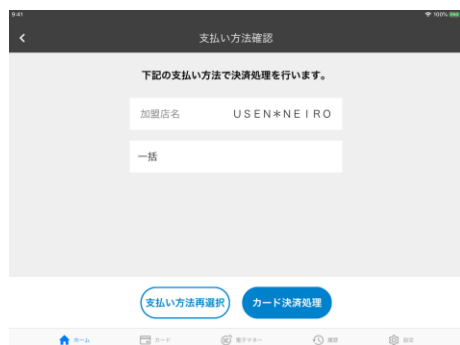 9:41
100%
支払い方法確認
下記の支払い方法で決済処理を行います。
加盟店名 ＵＳＥＮ＊ＮＥＩＲＯ
一括
支払い方法再選択 カード決済処理
ホーム カード 電子マネー 履歴 設定